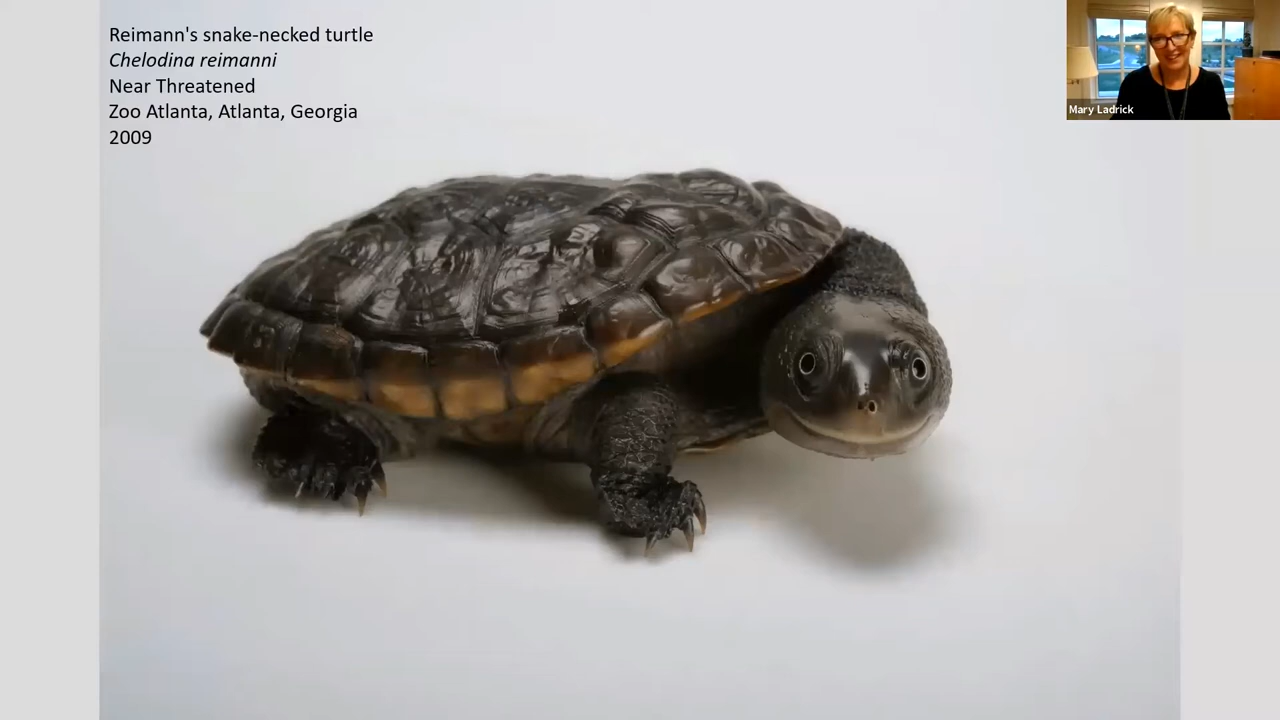 Reimann's snake-necked turtle
Chelodina reimanni
Near Threatened
Zoo Atlanta, Atlanta, Georgia
2009
Mary Ladrick